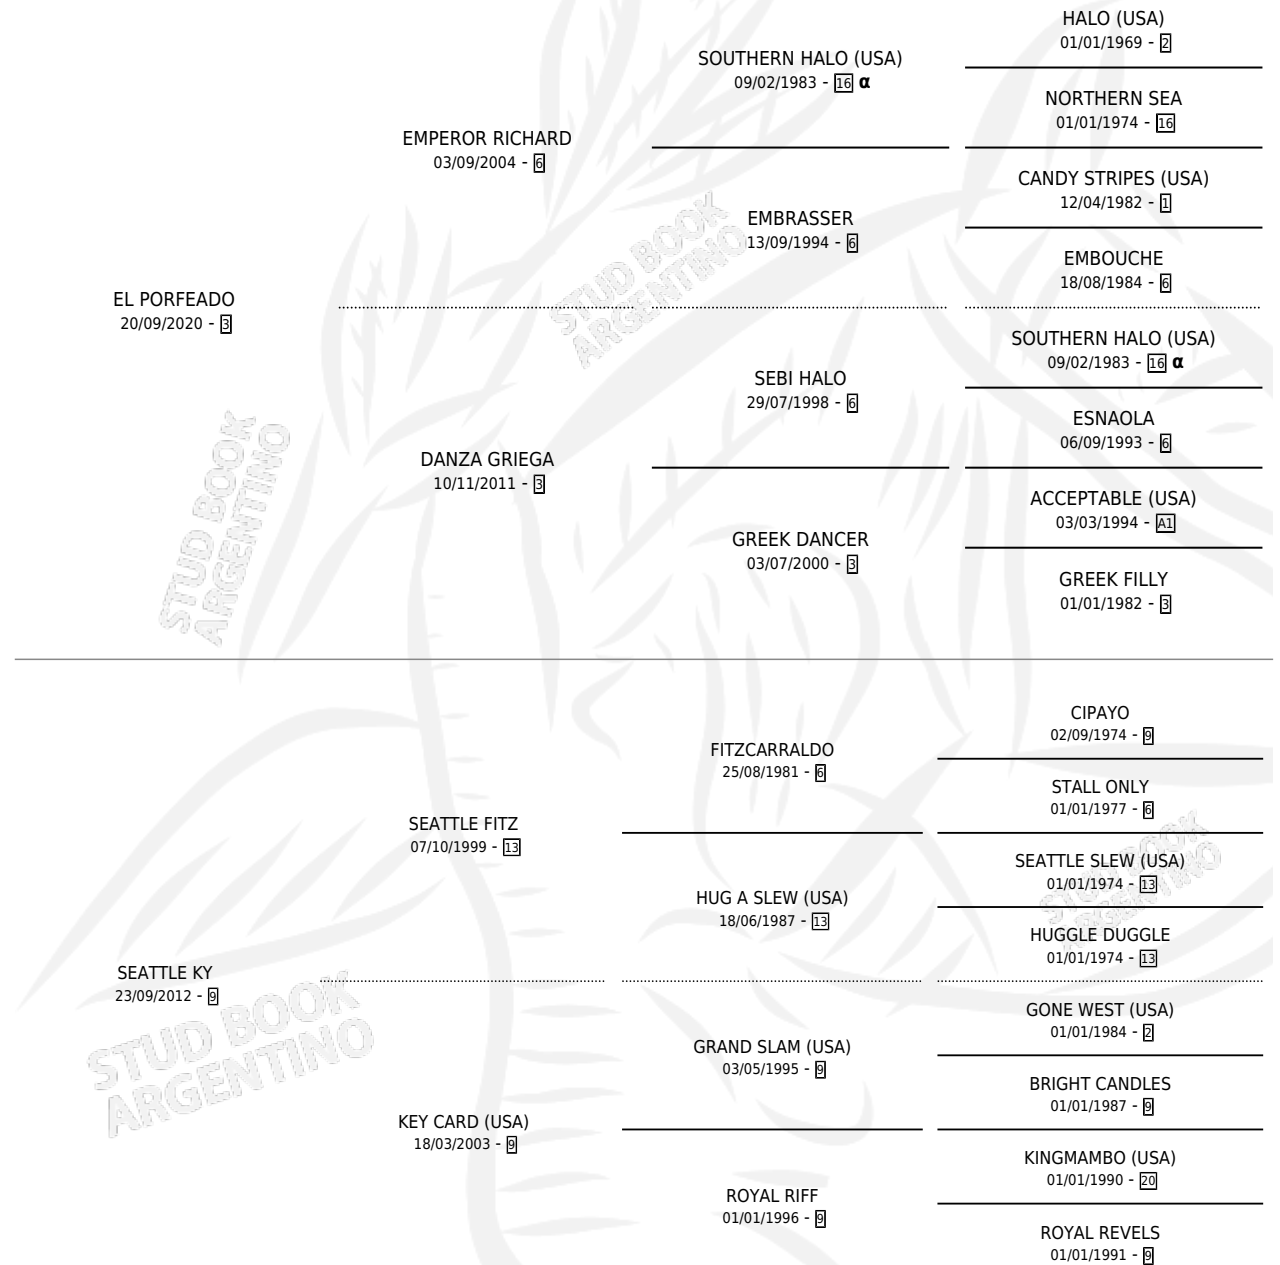 HALO (USA)
01/01/1969 - 2
SOUTHERN HALO (USA)
09/02/1983 - 16 α
NORTHERN SEA
01/01/1974 - 16
EMPEROR RICHARD
03/09/2004 - 6
CANDY STRIPES (USA)
12/04/1982 - 1
EMBRASSER
13/09/1994 - 6
EMBOUCHE
18/08/1984 - 6
EL PORFEADO
20/09/2020 - 3
SOUTHERN HALO (USA)
09/02/1983 - 16 α
SEBI HALO
29/07/1998 - 6
ESNAOLA
06/09/1993 - 6
DANZA GRIEGA
10/11/2011 - 3
ACCEPTABLE (USA)
03/03/1994 - A1
GREEK DANCER
03/07/2000 - 3
GREEK FILLY
01/01/1982 - 3
CIPAYO
02/09/1974 - 9
FITZCARRALDO
25/08/1981 - 6
STALL ONLY
01/01/1977 - 6
SEATTLE FITZ
07/10/1999 - 13
SEATTLE SLEW (USA)
01/01/1974 - 13
HUG A SLEW (USA)
18/06/1987 - 13
HUGGLE DUGGLE
01/01/1974 - 13
SEATTLE KY
23/09/2012 - 9
GONE WEST (USA)
01/01/1984 - 2
GRAND SLAM (USA)
03/05/1995 - 9
BRIGHT CANDLES
01/01/1987 - 9
KEY CARD (USA)
18/03/2003 - 9
KINGMAMBO (USA)
01/01/1990 - 20
ROYAL RIFF
01/01/1996 - 9
ROYAL REVELS
01/01/1991 - 9
STUD BOOK
ARGENTINO
STUD BOOK
ARGENTINO
STUD BOOK
ARGENTINO
STUD BOOK
ARGENTINO